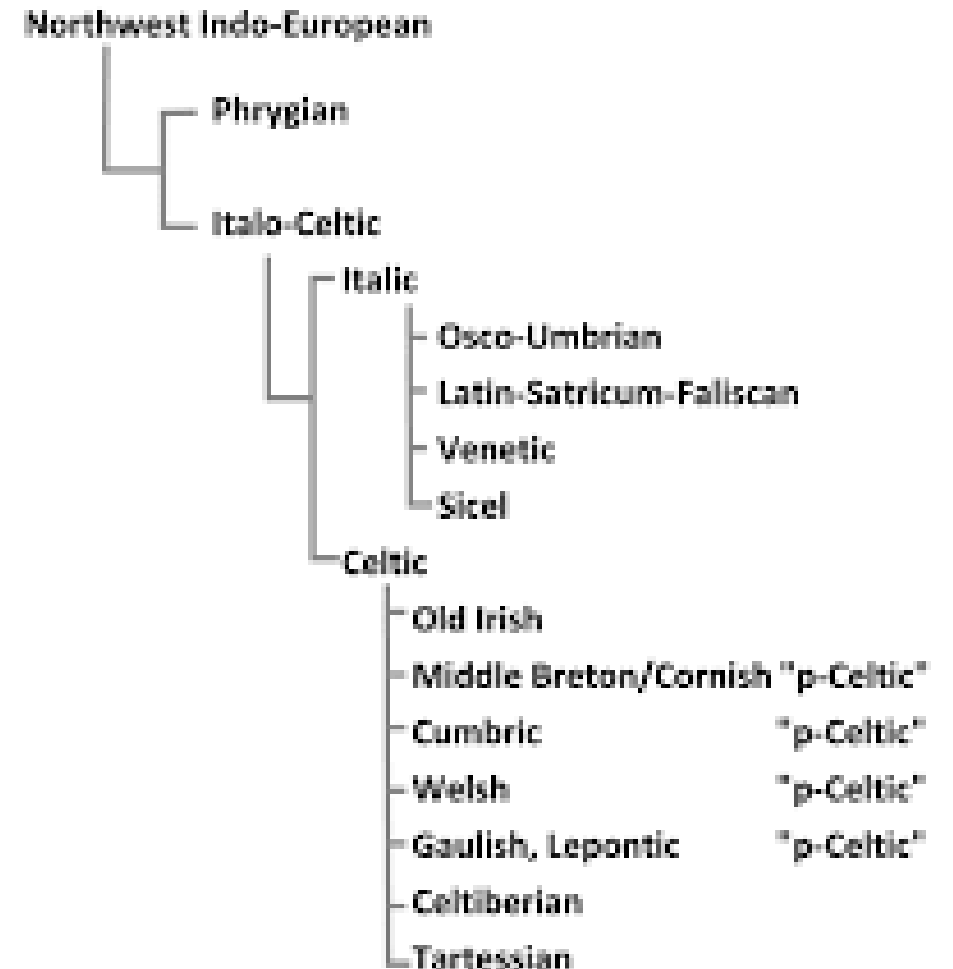 Northwest Indo-European
Phrygian
Italo-Celtic
Italic
Osco-Umbrian
Latin-Satricum-Faliscan
Venetic
Sicel
Celtic
Old Irish
Middle Breton/Cornish "p-Celtic"
Cumbric "p-Celtic"
Welsh "p-Celtic"
Gaulish, Lepontic "p-Celtic"
Celtiberian
Tartessian